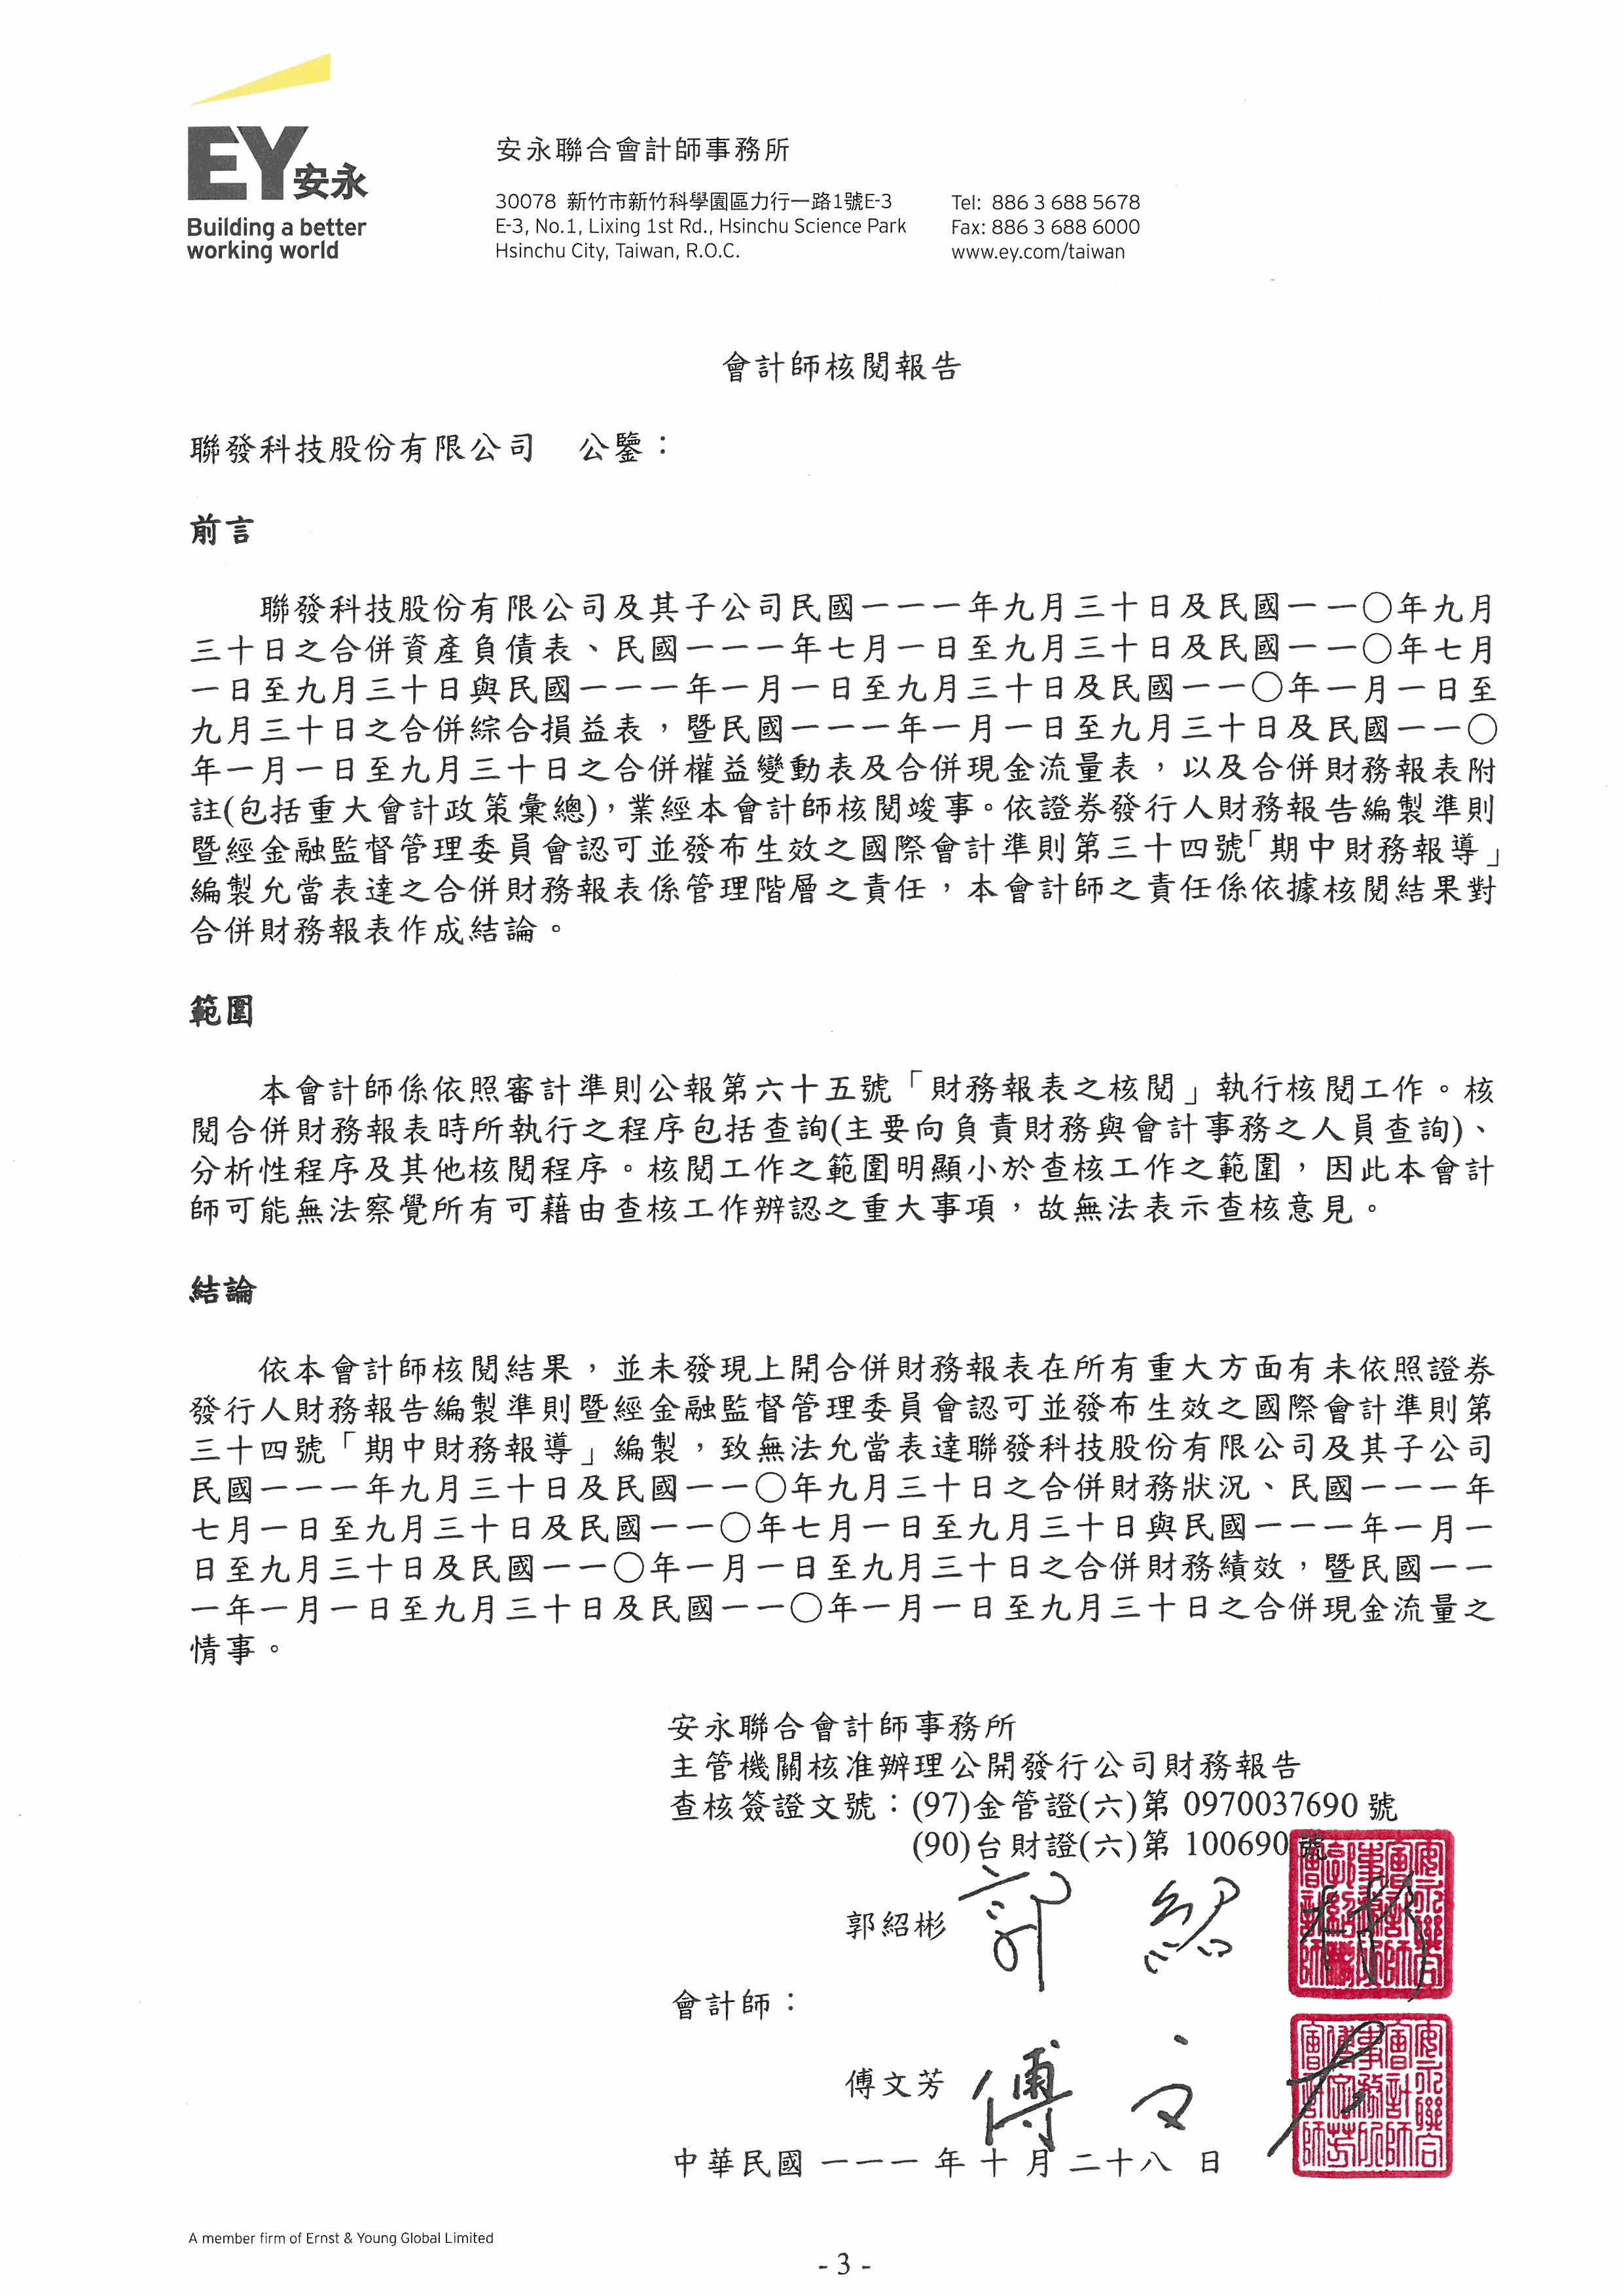 EY安永
Building a better
working world
安永聯合會計師事務所
30078 新竹市新竹科學園區力行一路1號E-3
E-3, No.1, Lixing 1st Rd., Hsinchu Science Park
Hsinchu City, Taiwan, R.O.C.
Tel: 886 3 688 5678
Fax: 886 3 688 6000
www.ey.com/taiwan
會計師核閱報告
聯發科技股份有限公司 公鑒：
前言
聯發科技股份有限公司及其子公司民國一一一年九月三十日及民國一一〇年九月
三十日之合併資產負債表、民國一一一年七月一日至九月三十日及民國一一〇年七月
一日至九月三十日與民國一一一年一月一日至九月三十日及民國一一〇年一月一日至
九月三十日之合併綜合損益表，暨民國一一一年一月一日至九月三十日及民國一一〇
年一月一日至九月三十日之合併權益變動表及合併現金流量表，以及合併財務報表附
註(包括重大會計政策彙總)，業經本會計師核閱竣事。依證券發行人財務報告編製準則
暨經金融監督管理委員會認可並發布生效之國際會計準則第三十四號「期中財務報導」
編製允當表達之合併財務報表係管理階層之責任，本會計師之責任係依據核閱結果對
合併財務報表作成結論。
範圍
本會計師係依照審計準則公報第六十五號「財務報表之核閱」執行核閱工作。核
閱合併財務報表時所執行之程序包括查詢(主要向負責財務與會計事務之人員查詢)、
分析性程序及其他核閱程序。核閱工作之範圍明顯小於查核工作之範圍，因此本會計
師可能無法察覺所有可藉由查核工作辨認之重大事項，故無法表示查核意見。
結論
依本會計師核閱結果，並未發現上開合併財務報表在所有重大方面有未依照證券
發行人財務報告編製準則暨經金融監督管理委員會認可並發布生效之國際會計準則第
三十四號「期中財務報導」編製，致無法允當表達聯發科技股份有限公司及其子公司
民國一一一年九月三十日及民國一一〇年九月三十日之合併財務狀況、民國一一一年
七月一日至九月三十日及民國一一〇年七月一日至九月三十日與民國一一一年一月一
日至九月三十日及民國一一〇年一月一日至九月三十日之合併財務績效，暨民國一一
一年一月一日至九月三十日及民國一一〇年一月一日至九月三十日之合併現金流量之
情事。
安永聯合會計師事務所
主管機關核准辦理公開發行公司財務報告
查核簽證文號：(97)金管證(六)第 0970037690 號
(90)台財證(六)第 100690 號
郭紹彬 郭紹彬
安永聯合會計師事務所郭紹彬會計師
會計師：
傅文芳 傅文芳
安永聯合會計師事務所傅文芳會計師
中華民國 一一一 年 十 月 二十八 日
A member firm of Ernst & Young Global Limited
- 3 -